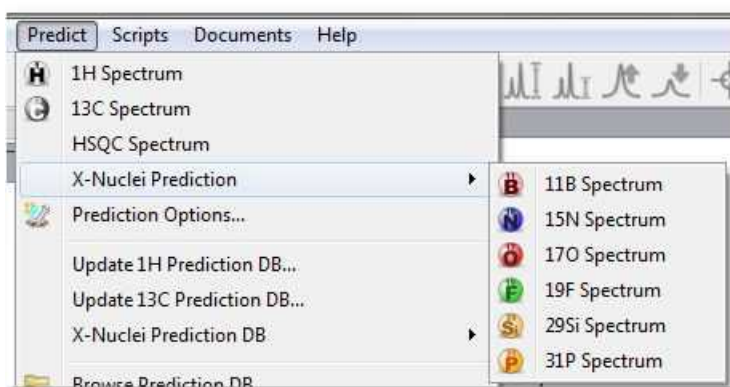 Predict Scripts Documents Help
1H Spectrum
13C Spectrum
HSQC Spectrum
X-Nuclei Prediction
Prediction Options...
Update 1H Prediction DB...
Update 13C Prediction DB...
X-Nuclei Prediction DB
Browse Prediction DB
H
C
B 11B Spectrum
N 15N Spectrum
O 17O Spectrum
F 19F Spectrum
Si 29Si Spectrum
P 31P Spectrum